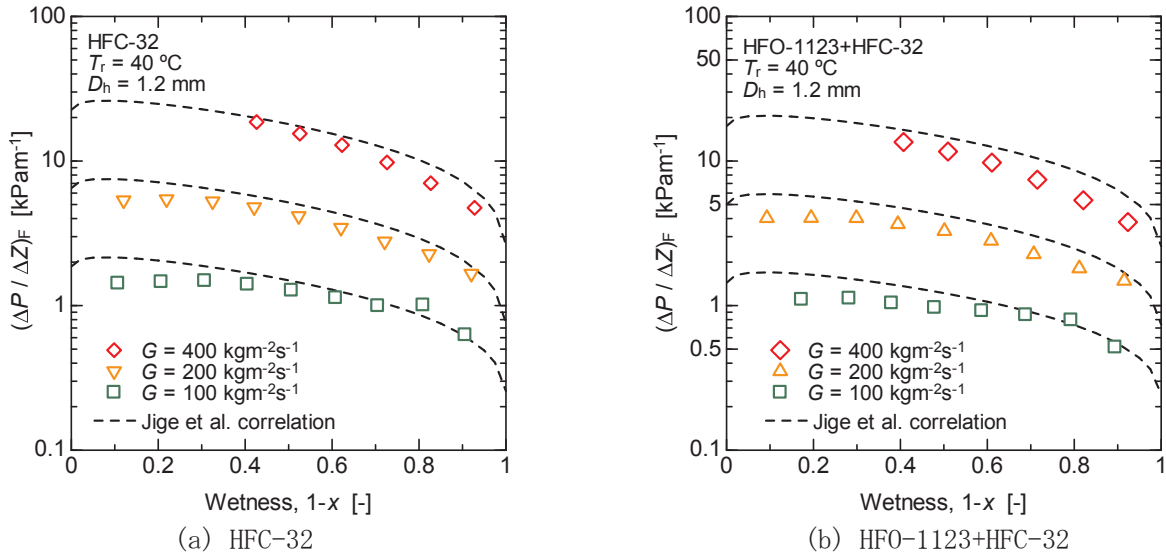 HFC-32
Tr = 40 ºC
Dh = 1.2 mm
100
10
1
0.1
(ΔP / ΔZ)F [kPam-1]
G = 400 kgm-2s-1
G = 200 kgm-2s-1
G = 100 kgm-2s-1
Jige et al. correlation
0 0.2 0.4 0.6 0.8 1
Wetness, 1-x [-]
(a) HFC-32
HFO-1123+HFC-32
Tr = 40 ºC
Dh = 1.2 mm
100
50
10
5
1
0.5
0.1
(ΔP / ΔZ)F [kPam-1]
G = 400 kgm-2s-1
G = 200 kgm-2s-1
G = 100 kgm-2s-1
Jige et al. correlation
0 0.2 0.4 0.6 0.8 1
Wetness, 1-x [-]
(b) HFO-1123+HFC-32